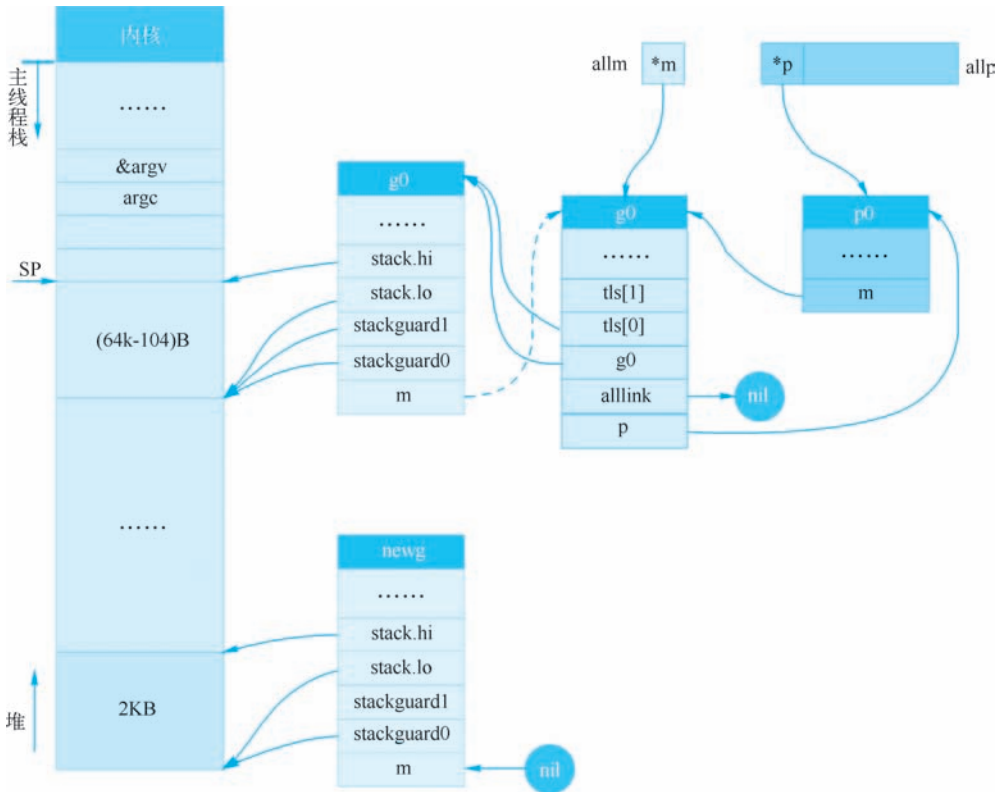 内核
主线程栈
......
&argv
argc
SP
(64k-104)B
......
2KB
堆
g0
......
stack.hi
stack.lo
stackguard1
stackguard0
m
newg
......
stack.hi
stack.lo
stackguard1
stackguard0
m
nil
allm
*m
g0
......
tls[1]
tls[0]
g0
alllink
p
nil
*p
allp
p0
......
m